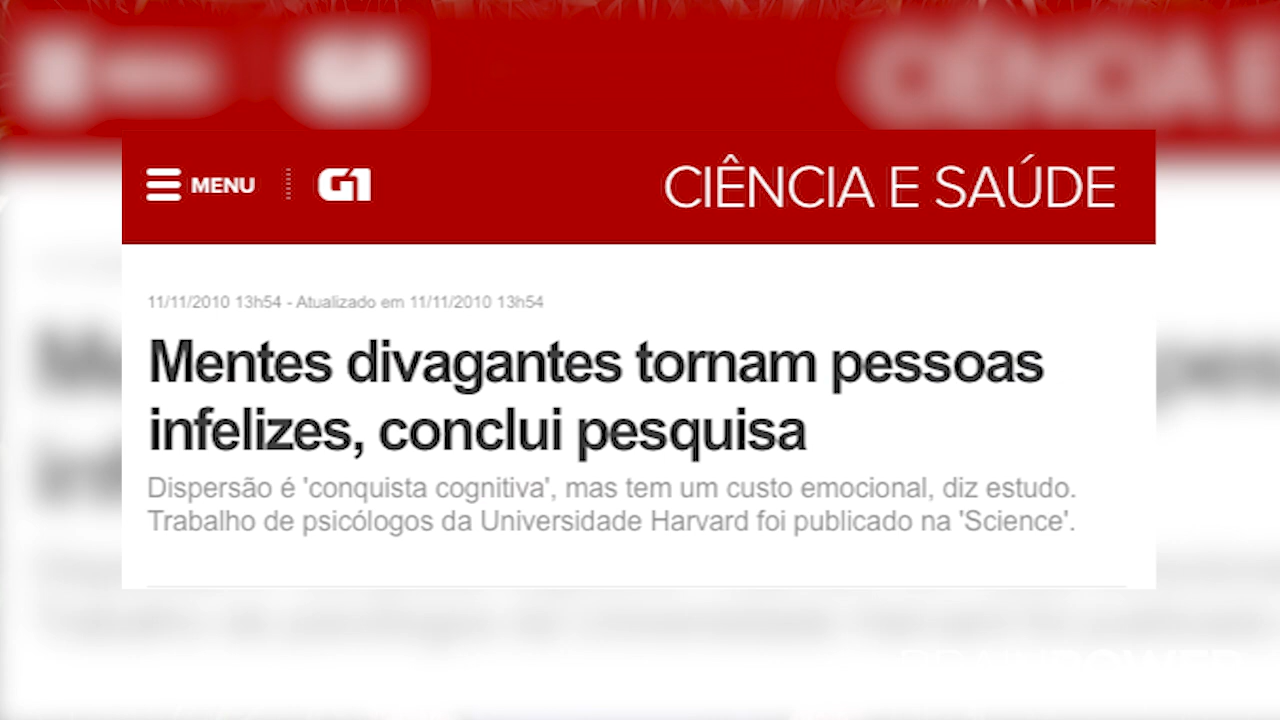 MENU G1 CIÊNCIA E SAÚDE
11/11/2010 13h54 - Atualizado em 11/11/2010 13h54
Mentes divagantes tornam pessoas
infelizes, conclui pesquisa
Dispersão é 'conquista cognitiva', mas tem um custo emocional, diz estudo.
Trabalho de psicólogos da Universidade Harvard foi publicado na 'Science'.